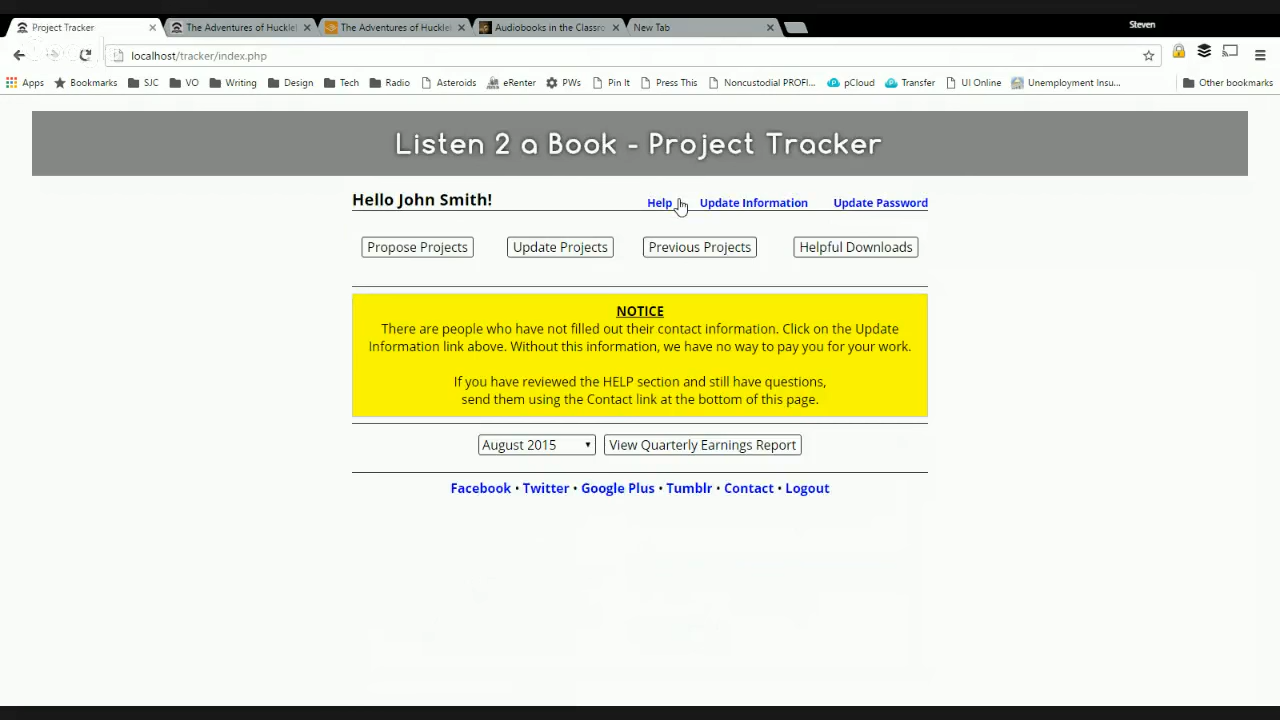 Steven
Project Tracker
The Adventures of Huckle
The Adventures of Huckle
Audiobooks in the Classro
New Tab
localhost/tracker/index.php
Apps Bookmarks SJC VO Writing Design Tech Radio Asteroids eRenter PWs Pin It Press This Noncustodial PROFI... pCloud Transfer UI Online Unemployment Insu... Other bookmarks
Listen 2 a Book - Project Tracker
Hello John Smith!
Help Update Information Update Password
Propose Projects Update Projects Previous Projects Helpful Downloads
NOTICE
There are people who have not filled out their contact information. Click on the Update
Information link above. Without this information, we have no way to pay you for your work.
If you have reviewed the HELP section and still have questions,
send them using the Contact link at the bottom of this page.
August 2015 View Quarterly Earnings Report
Facebook • Twitter • Google Plus • Tumblr • Contact • Logout